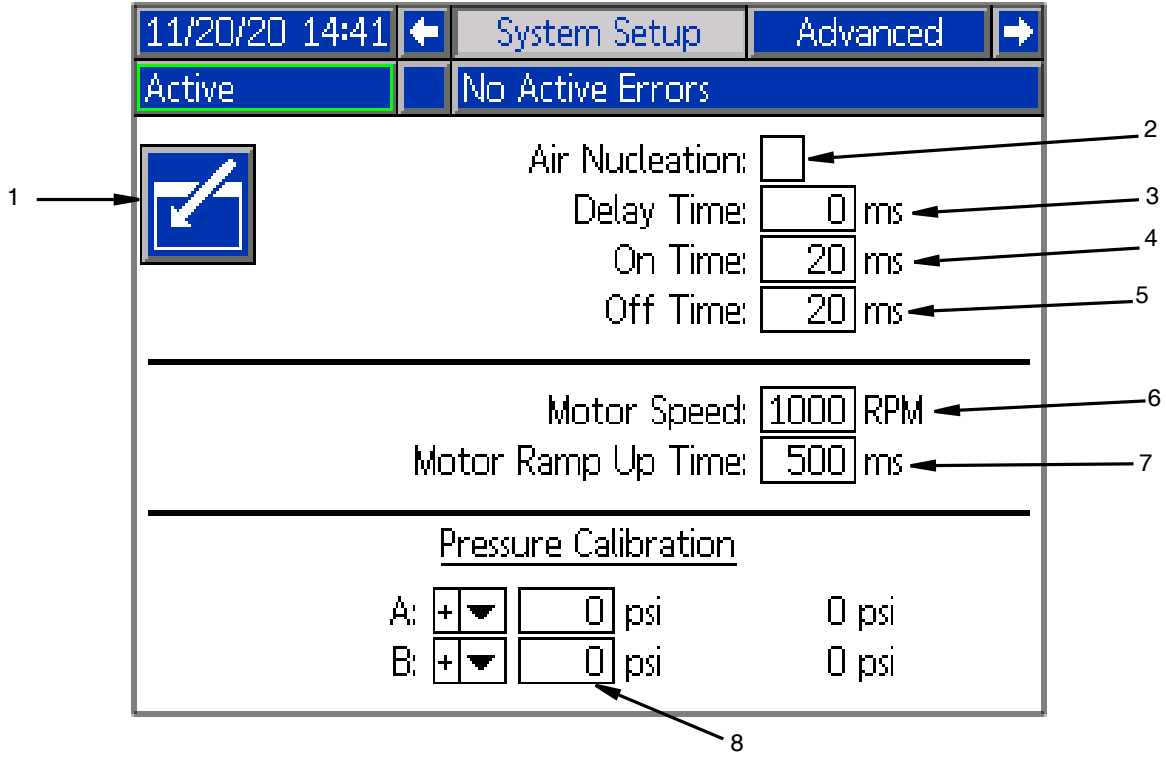 11/20/20 14:41 System Setup Advanced
Active No Active Errors
1
Air Nucleation: 2
Delay Time: 0 ms 3
On Time: 20 ms 4
Off Time: 20 ms 5
Motor Speed: 1000 RPM 6
Motor Ramp Up Time: 500 ms 7
Pressure Calibration
A: + 0 psi 0 psi
B: + 0 psi 0 psi
8